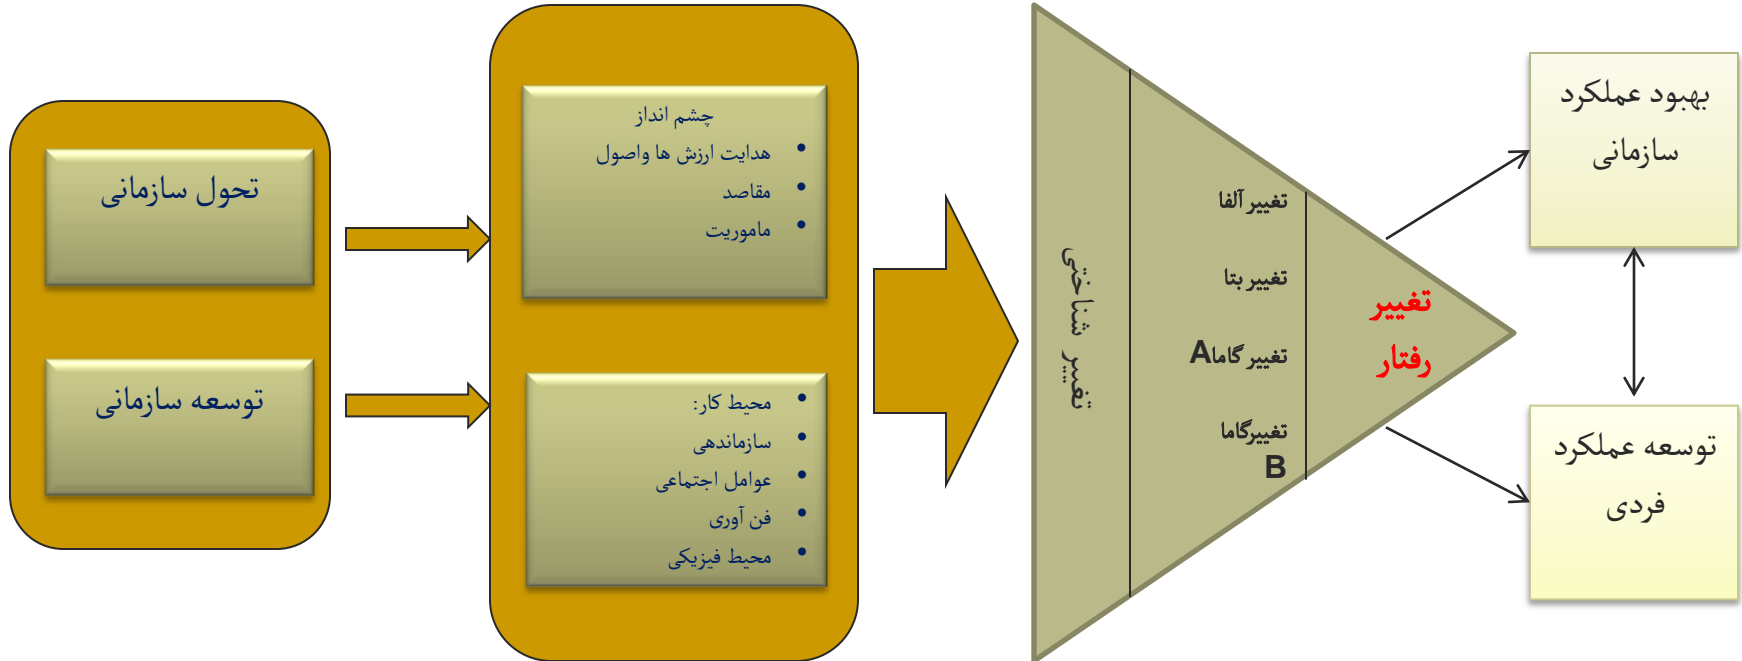 تحول سازمانی
توسعه سازمانی
چشم انداز
• هدایت ارزش ها واصول
• مقاصد
• ماموریت
• محیط کار:
• سازماندهی
• عوامل اجتماعی
• فن آوری
• محیط فیزیکی
تغییر شناختی
تغییر آلفا
تغییر بتا
تغییر گاماA
تغییرگاما
B
تغییر
رفتار
بهبود عملکرد
سازمانی
توسعه عملکرد
فردی